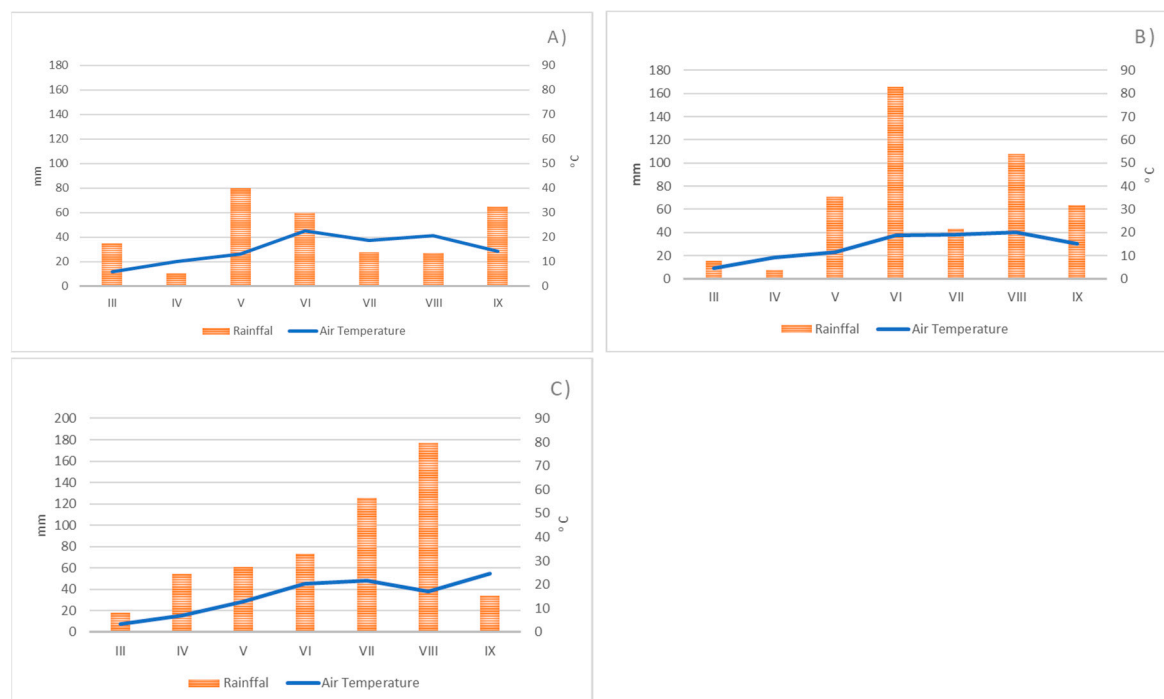 A)
180 90
160 80
140 70
120 60
100 50
80 40
60 30
40 20
20 10
0 0
mm
°C
III IV V VI VII VIII IX
Rainffal Air Temperature
B)
180 90
160 80
140 70
120 60
100 50
80 40
60 30
40 20
20 10
0 0
mm
°C
III IV V VI VII VIII IX
Rainffal Air Temperature
C)
200 90
180 80
160 70
140 60
120 50
100 40
80 30
60 20
40 10
20 0
0
mm
°C
III IV V VI VII VIII IX
Rainffal Air Temperature